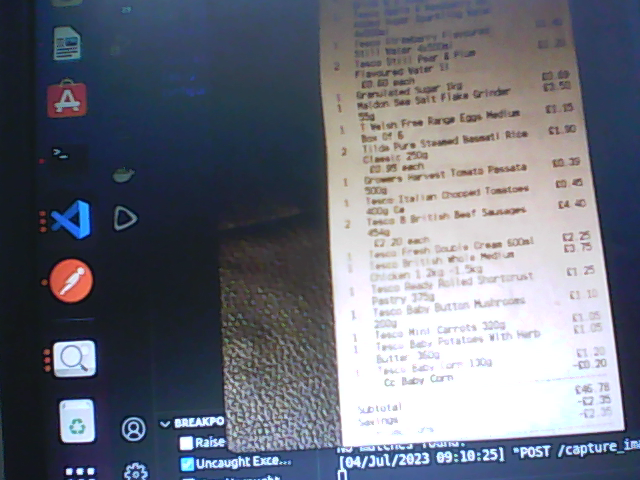 Still Water 4x500ml
2 Tesco Still Pear & Plum
Flavoured Water 1l
£0.60 each
1 Granulated Sugar 1kg £0.69
1 Maldon Sea Salt Flake Grinder £3.50
55g
1 T Welsh Free Range Eggs Medium £1.15
Box Of 6
2 Tilda Pure Steamed Basmati Rice £1.90
Classic 250g
£0.95 each
1 Growers Harvest Tomato Passata £0.39
500g
1 Tesco Italian Chopped Tomatoes £0.45
400g
2 Tesco 8 British Beef Sausages £4.40
454g
£2.20 each
1 Tesco Fresh Double Cream 600ml £2.25
1 Tesco British Whole Medium £3.75
Chicken 1.2kg -1.5kg
1 Tesco Ready Rolled Shortcrust £1.25
Pastry 375g
1 Tesco Baby Button Mushrooms £1.10
200g
1 Tesco Mini Carrots 320g £1.05
1 Tesco Baby Potatoes With Herb £1.05
Butter 360g
1 Tesco Baby Corn 130g £1.20
Cc Baby Corn -£0.20
Subtotal £46.78
Savings -£2.35
-£2.35
BREAKPO
Raise
Uncaught Exce...
No matches found.
[04/Jul/2023 09:10:25] "POST /capture_ima